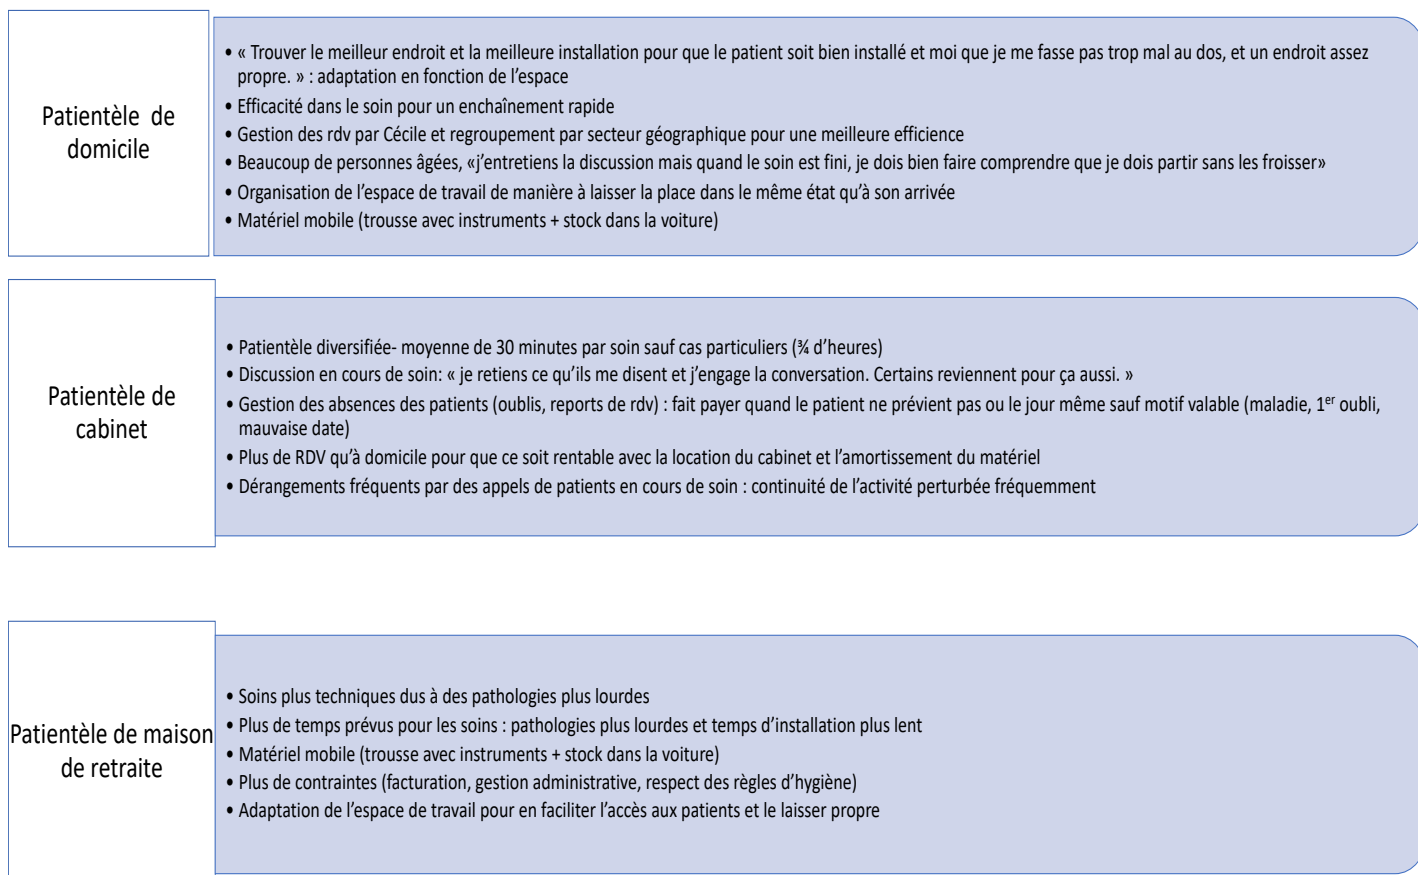 Patientèle de
domicile
• « Trouver le meilleur endroit et la meilleure installation pour que le patient soit bien installé et moi que je me fasse pas trop mal au dos, et un endroit assez
propre. » : adaptation en fonction de l’espace
• Efficacité dans le soin pour un enchaînement rapide
• Gestion des rdv par Cécile et regroupement par secteur géographique pour une meilleure efficience
• Beaucoup de personnes âgées, «j’entretiens la discussion mais quand le soin est fini, je dois bien faire comprendre que je dois partir sans les froisser»
• Organisation de l’espace de travail de manière à laisser la place dans le même état qu’à son arrivée
• Matériel mobile (trousse avec instruments + stock dans la voiture)
Patientèle de
cabinet
• Patientèle diversifiée- moyenne de 30 minutes par soin sauf cas particuliers (¾ d’heures)
• Discussion en cours de soin: « je retiens ce qu’ils me disent et j’engage la conversation. Certains reviennent pour ça aussi. »
• Gestion des absences des patients (oublis, reports de rdv) : fait payer quand le patient ne prévient pas ou le jour même sauf motif valable (maladie, 1er oubli,
mauvaise date)
• Plus de RDV qu’à domicile pour que ce soit rentable avec la location du cabinet et l’amortissement du matériel
• Dérangements fréquents par des appels de patients en cours de soin : continuité de l’activité perturbée fréquemment
Patientèle de maison
de retraite
• Soins plus techniques dus à des pathologies plus lourdes
• Plus de temps prévus pour les soins : pathologies plus lourdes et temps d’installation plus lent
• Matériel mobile (trousse avec instruments + stock dans la voiture)
• Plus de contraintes (facturation, gestion administrative, respect des règles d’hygiène)
• Adaptation de l’espace de travail pour en faciliter l’accès aux patients et le laisser propre